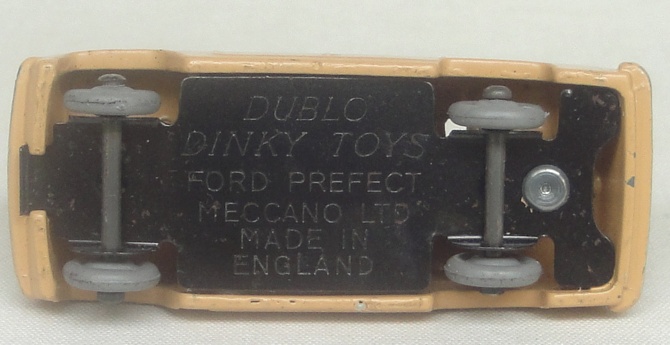 DUBLO
DINKY TOYS
FORD PREFECT
MECCANO LTD
MADE IN
ENGLAND